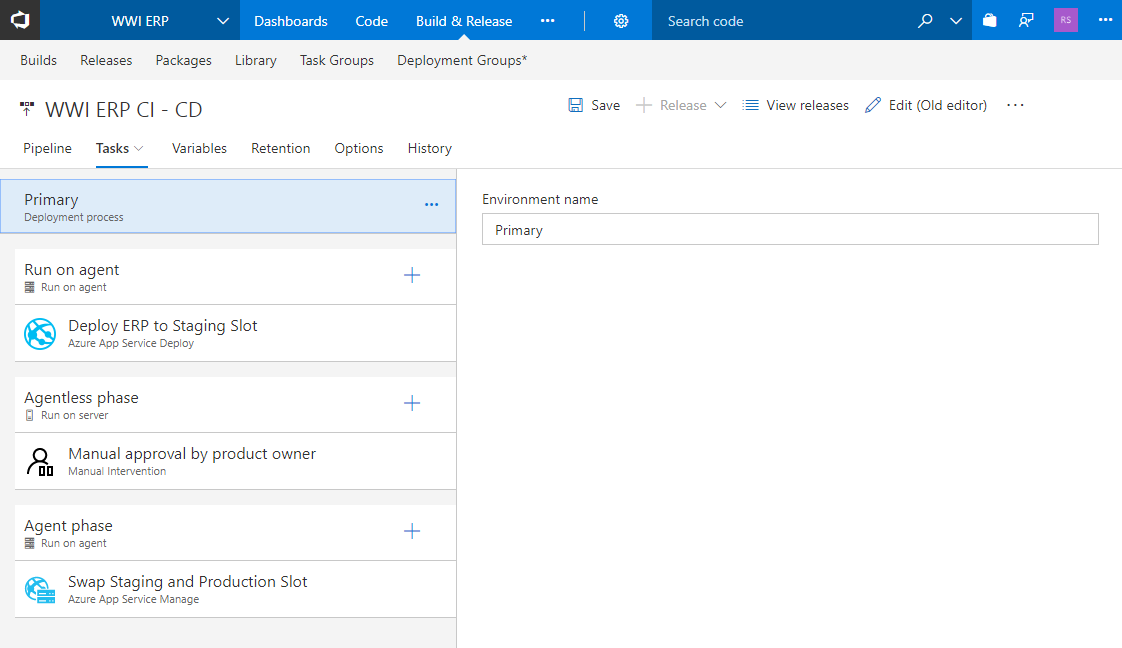 WWI ERP
Dashboards Code Build & Release ···
Search code
RS ···
Builds Releases Packages Library Task Groups Deployment Groups*
WWI ERP CI - CD
Save Release View releases Edit (Old editor) ···
Pipeline Tasks Variables Retention Options History
Primary
Deployment process
···
Environment name
Primary
Run on agent
Run on agent
Deploy ERP to Staging Slot
Azure App Service Deploy
Agentless phase
Run on server
Manual approval by product owner
Manual Intervention
Agent phase
Run on agent
Swap Staging and Production Slot
Azure App Service Manage